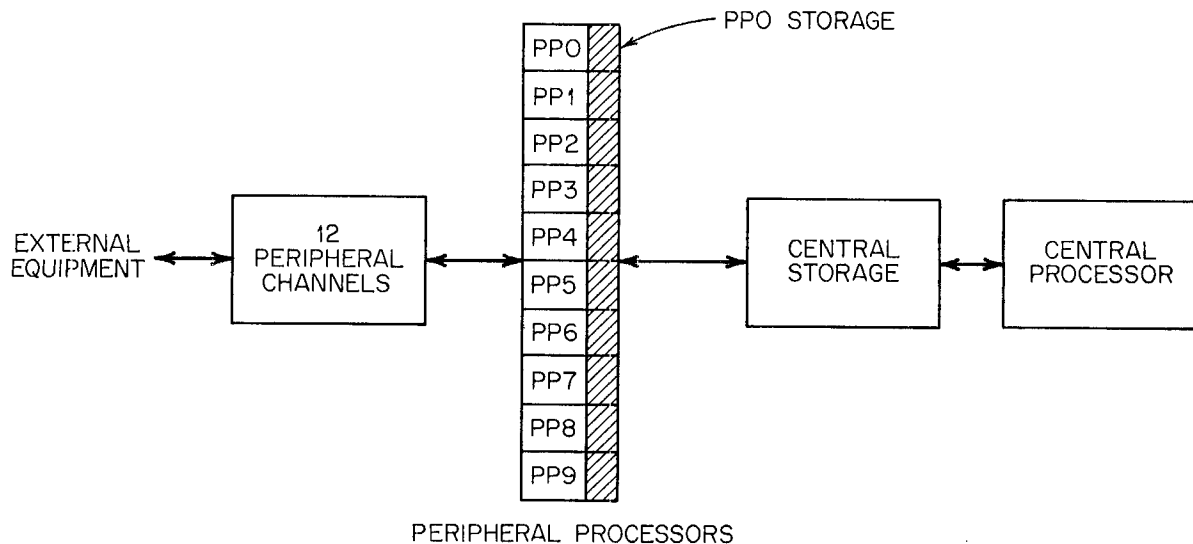 PP0 STORAGE
PP0
PP1
PP2
PP3
PP4
PP5
PP6
PP7
PP8
PP9
EXTERNAL
EQUIPMENT
12
PERIPHERAL
CHANNELS
CENTRAL
STORAGE
CENTRAL
PROCESSOR
PERIPHERAL PROCESSORS